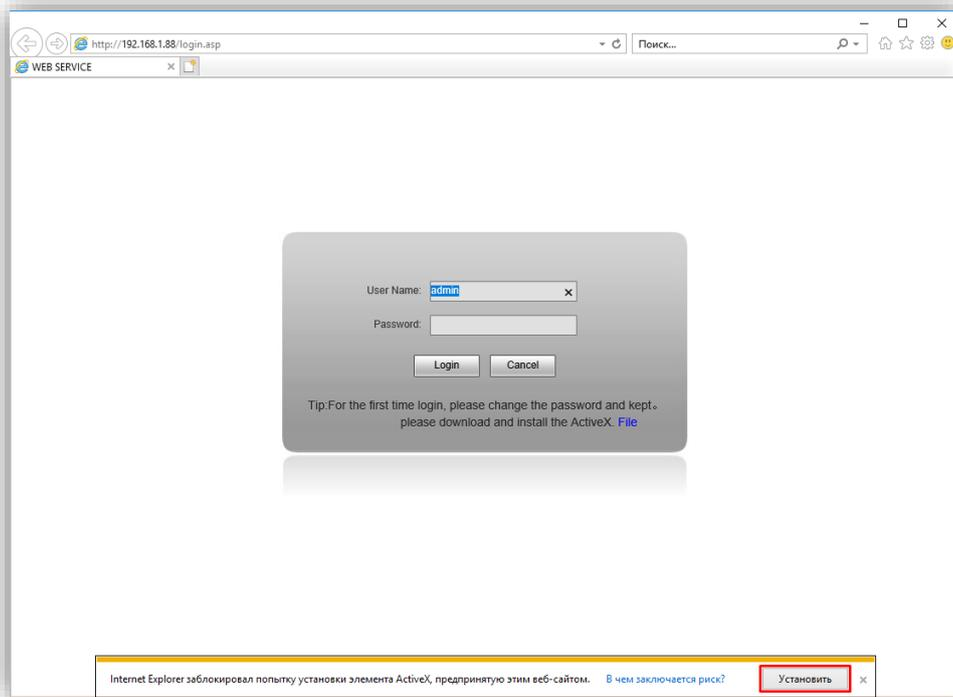 http://192.168.1.88/login.asp
Поиск...
WEB SERVICE
User Name: admin
Password:
Login Cancel
Tip:For the first time login, please change the password and kept。
please download and install the ActiveX. File
Internet Explorer заблокировал попытку установки элемента ActiveX, предпринятую этим веб-сайтом. В чем заключается риск? Установить